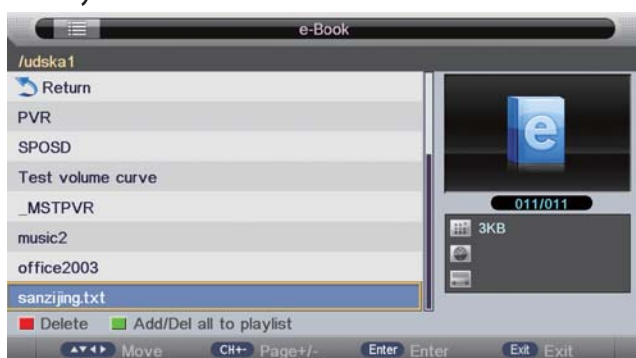 e-Book
/udska1
Return
PVR
SPOSD
Test volume curve
_MSTPVR
music2
office2003
sanzijing.txt
e
011/011
3KB
Delete Add/Del all to playlist
Move CH+- Page+/- Enter Enter Exit Exit